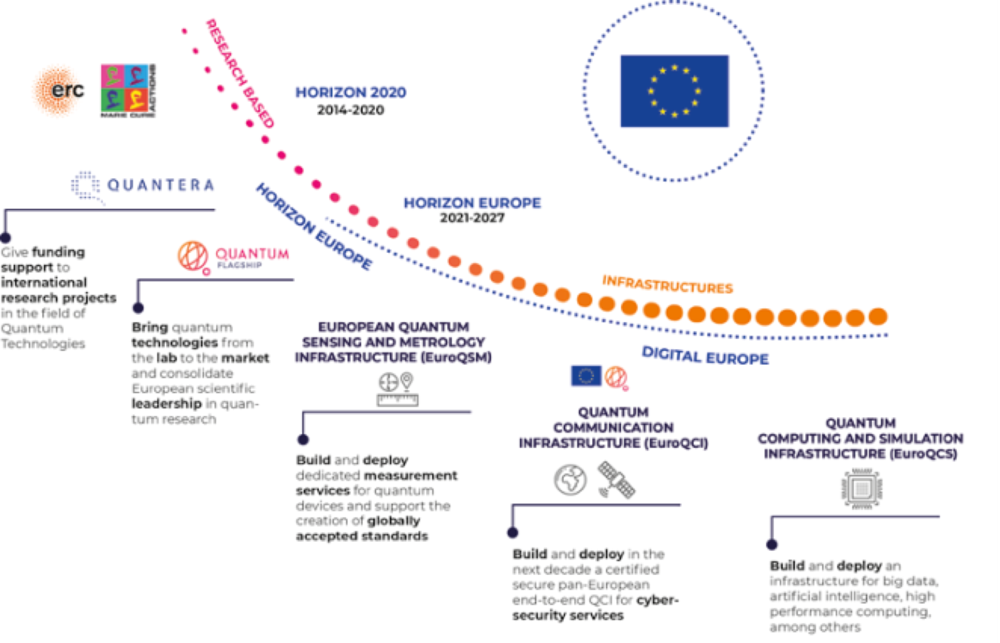 RESEARCH BASED
erc
MARIE CURIE
ACTIONS
HORIZON 2020
2014-2020
QUANTERA
HORIZON EUROPE
HORIZON EUROPE
2021-2027
Give funding
support to
international
research projects
in the field of
Quantum
Technologies
QUANTUM
FLAGSHIP
Bring quantum
technologies from
the lab to the market
and consolidate
European scientific
leadership in quan-
tum research
INFRASTRUCTURES
DIGITAL EUROPE
EUROPEAN QUANTUM
SENSING AND METROLOGY
INFRASTRUCTURE (EuroQSM)
Build and deploy
dedicated measurement
services for quantum
devices and support the
creation of globally
accepted standards
QUANTUM
COMMUNICATION
INFRASTRUCTURE (EuroQCI)
Build and deploy in the
next decade a certified
secure pan-European
end-to-end QCI for cyber-
security services
QUANTUM
COMPUTING AND SIMULATION
INFRASTRUCTURE (EuroQCS)
Build and deploy an
infrastructure for big data,
artificial intelligence, high
performance computing,
among others